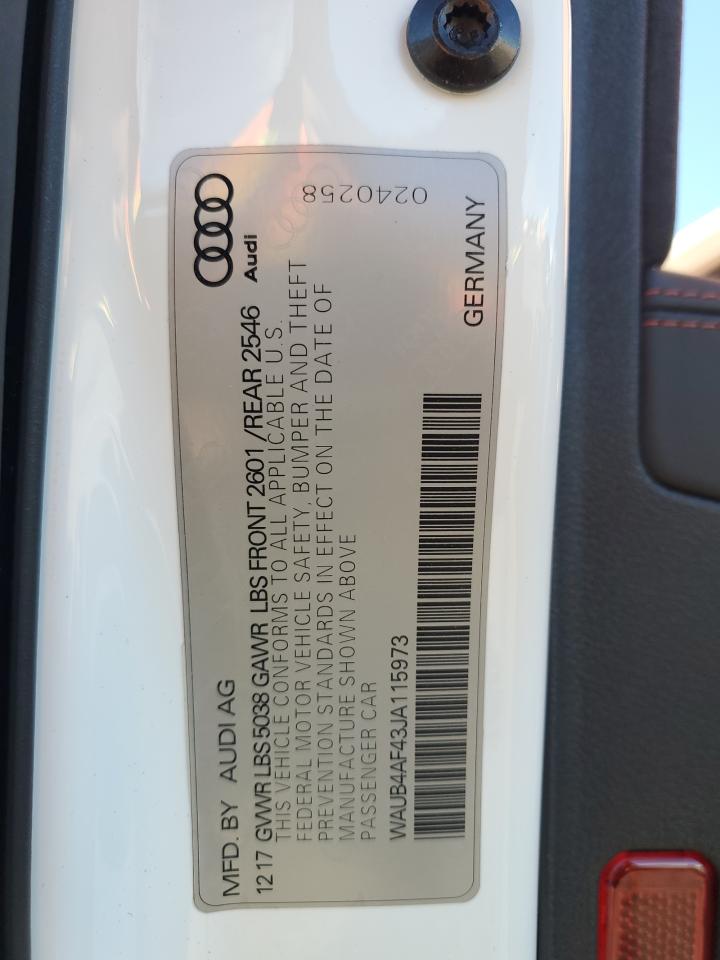 MFD. BY AUDI AG
Audi
12 17 GVWR LBS 5038 GAWR LBS FRONT 2601 /REAR 2546
THIS VEHICLE CONFORMS TO ALL APPLICABLE U.S.
FEDERAL MOTOR VEHICLE SAFETY, BUMPER AND THEFT
PREVENTION STANDARDS IN EFFECT ON THE DATE OF
MANUFACTURE SHOWN ABOVE
0240258
PASSENGER CAR
WAUB4AF43JA115973
GERMANY